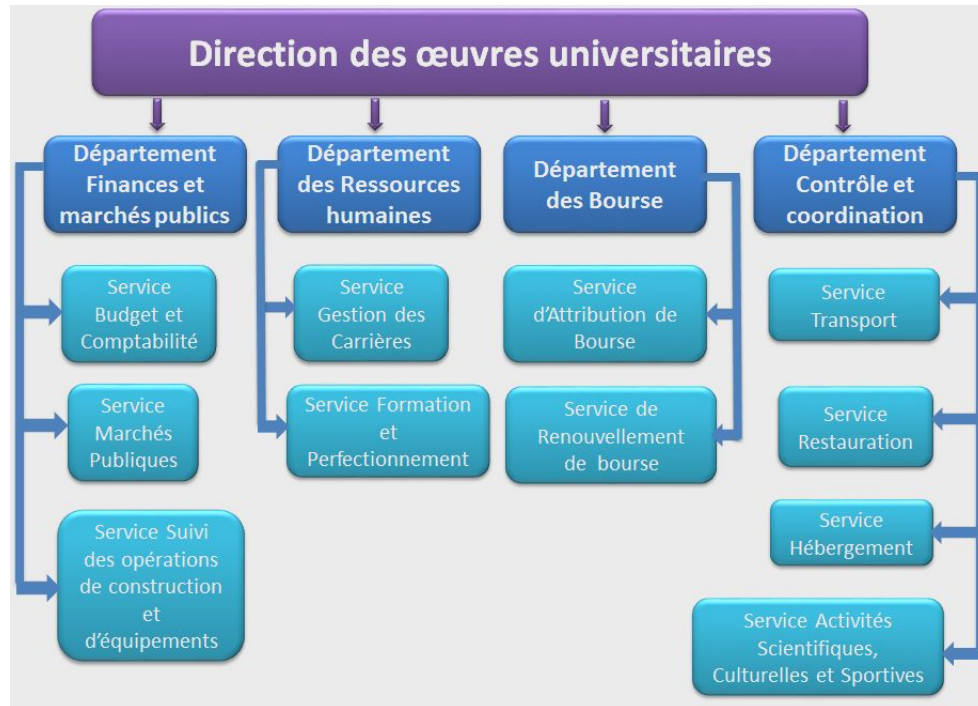 Direction des œuvres universitaires
Département
Finances et
marchés publics
Département
des Ressources
humaines
Département
des Bourse
Département
Contrôle et
coordination
Service
Budget et
Comptabilité
Service
Marchés
Publiques
Service Suivi
des opérations
de construction
et
d’équipements
Service
Gestion des
Carrières
Service Formation
et
Perfectionnement
Service
d’Attribution de
Bourse
Service de
Renouvellement
de bourse
Service
Transport
Service
Restauration
Service
Hébergement
Service Activités
Scientifiques,
Culturelles et Sportives